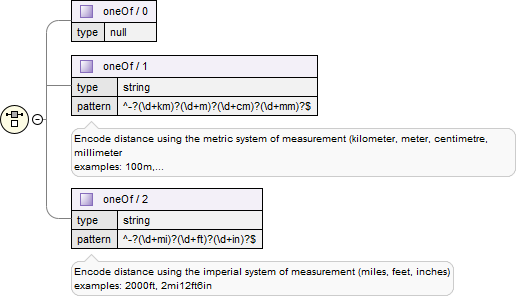 oneOf / 0
type null
oneOf / 1
type string
pattern ^-?(\d+km)?(\d+m)?(\d+cm)?(\d+mm)?$
Encode distance using the metric system of measurement (kilometer, meter, centimetre,
millimeter
examples: 100m,...
oneOf / 2
type string
pattern ^-?(\d+mi)?(\d+ft)?(\d+in)?$
Encode distance using the imperial system of measurement (miles, feet, inches)
examples: 2000ft, 2mi12ft6in